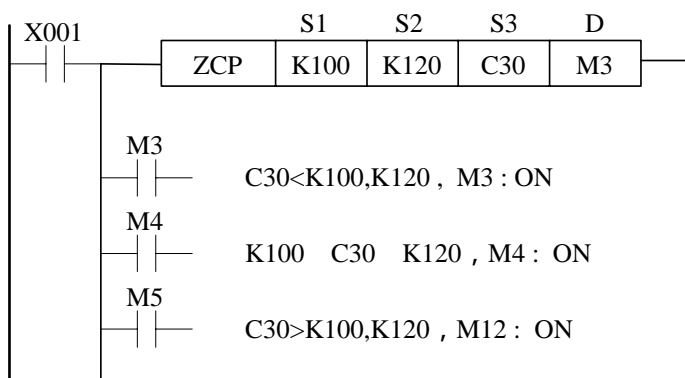 S1 S2 S3 D
X001
ZCP K100 K120 C30 M3
M3
C30<K100,K120 , M3 : ON
M4
K100 C30 K120 , M4 : ON
M5
C30>K100,K120 , M12 : ON